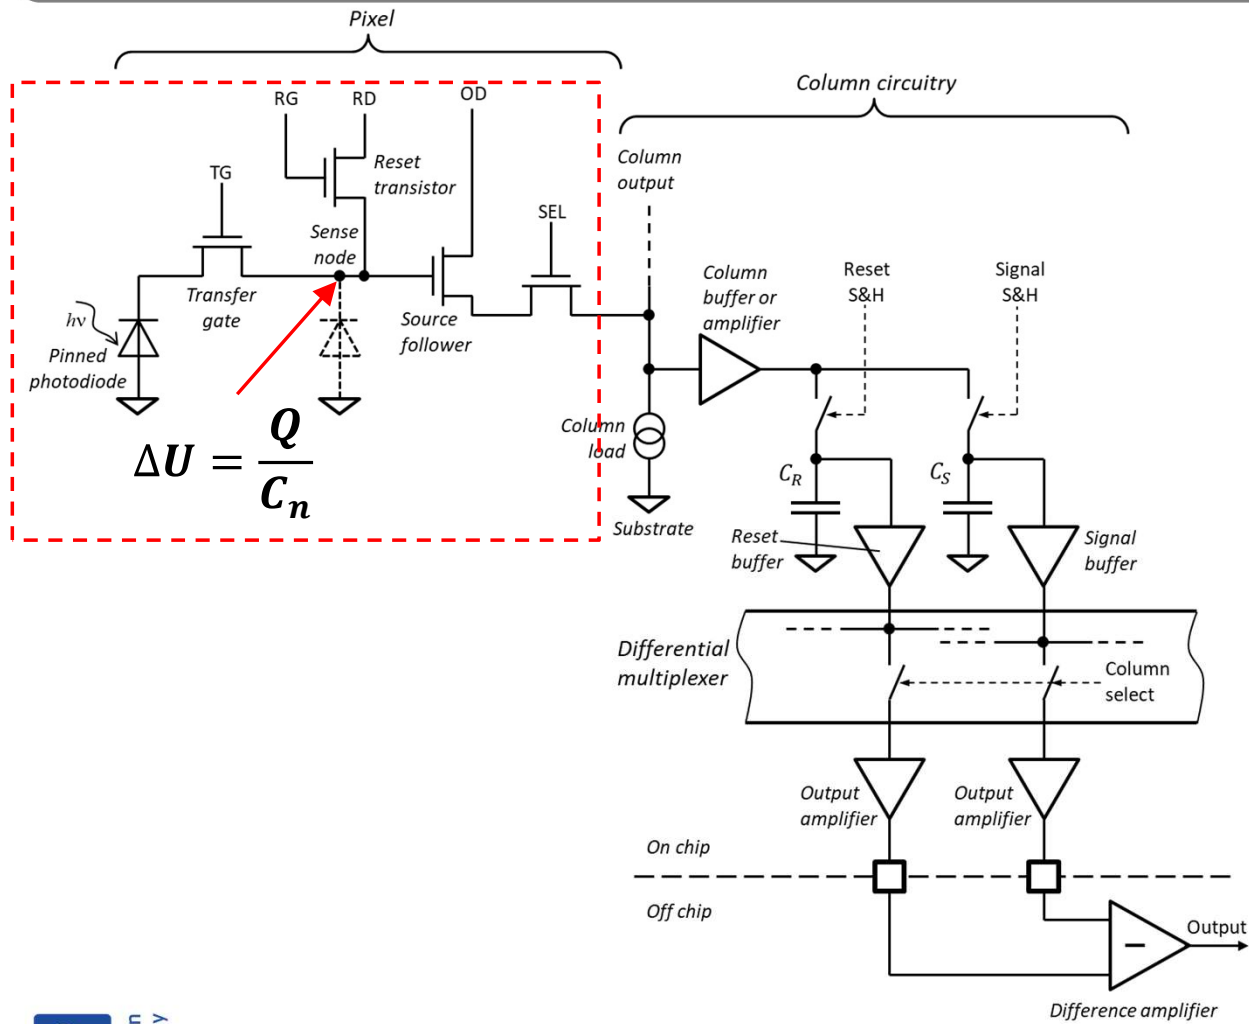 Pixel
Column circuitry
RG
RD
OD
Column
output
Reset
transistor
TG
SEL
Sense
node
Column
buffer or
amplifier
Reset
S&H
Signal
S&H
Transfer
gate
hν
Source
follower
Pinned
photodiode
ΔU = Q / Cₙ
Column
load
C_R
C_S
Substrate
Reset
buffer
Signal
buffer
Differential
multiplexer
Column
select
Output
amplifier
Output
amplifier
On chip
Off chip
Output
−
Difference amplifier
n
y